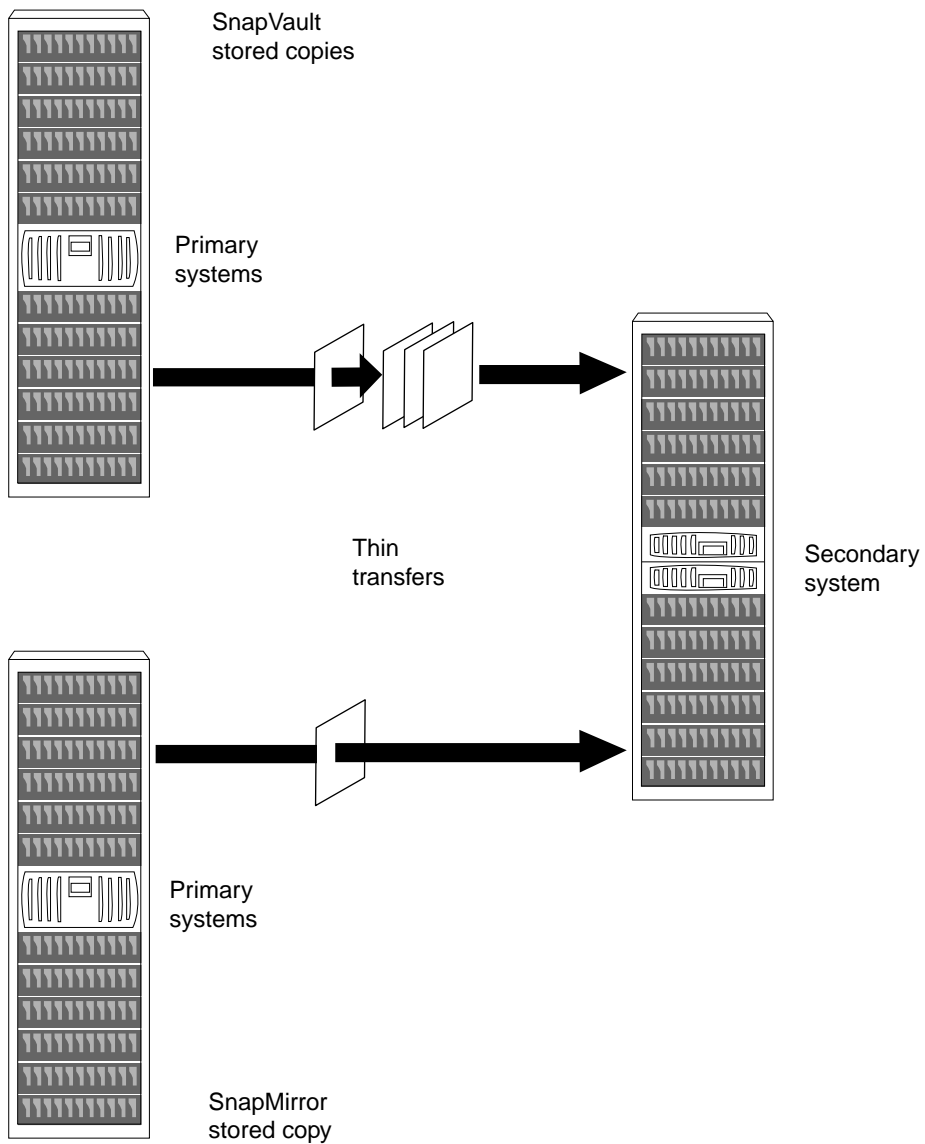 SnapVault
stored copies
Primary
systems
Thin
transfers
Secondary
system
Primary
systems
SnapMirror
stored copy